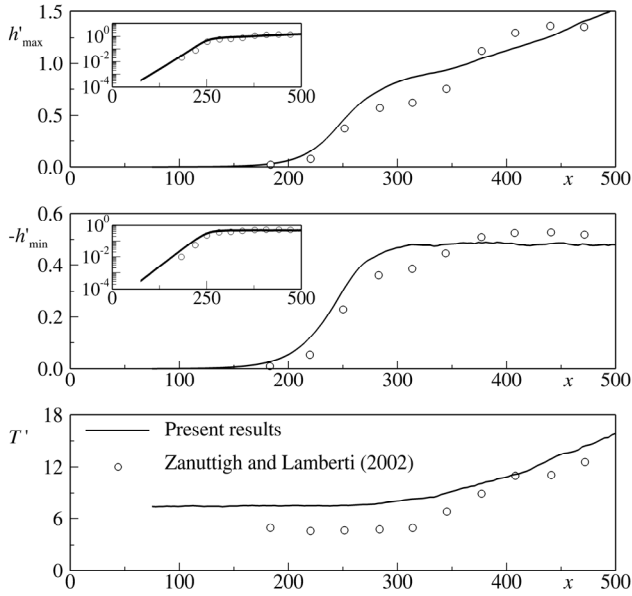 1.5
h'max
1.0
0.5
0.0
10^0
10^-2
10^-4
0 250 500
0 100 200 300 400 x 500
0.6
-h'min
0.4
0.2
0.0
10^0
10^-2
10^-4
0 250 500
0 100 200 300 400 x 500
18
T'
12
6
0
Present results
Zanuttigh and Lamberti (2002)
0 100 200 300 400 x 500